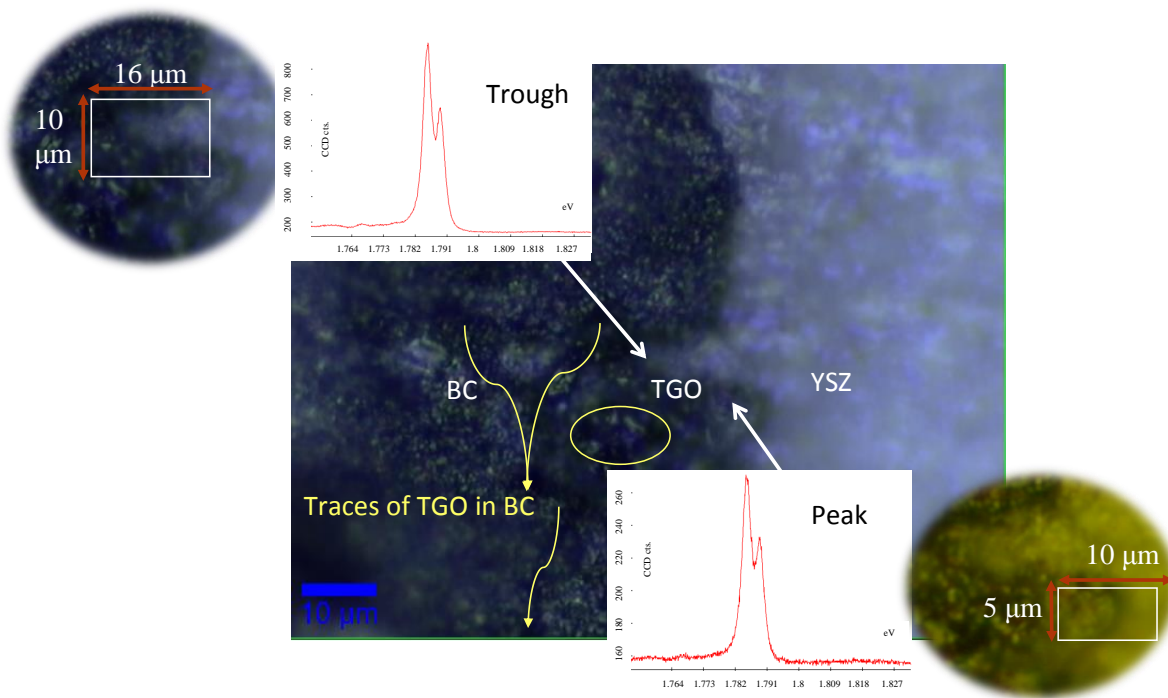 16 μm
10
μm
Trough
800
700
600
500
400
300
200
CCD cts.
eV
1.764 1.773 1.782 1.791 1.8 1.809 1.818 1.827
BC
TGO
YSZ
Traces of TGO in BC
10 μm
Peak
260
240
220
200
180
160
CCD cts.
eV
1.764 1.773 1.782 1.791 1.8 1.809 1.818 1.827
10 μm
5 μm